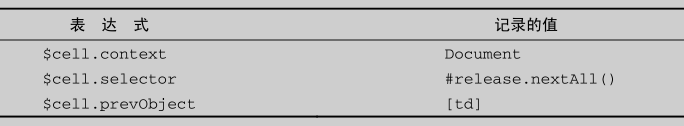 表 达 式 记录的值
$cell.context Document
$cell.selector #release.nextAll()
$cell.prevObject [td]